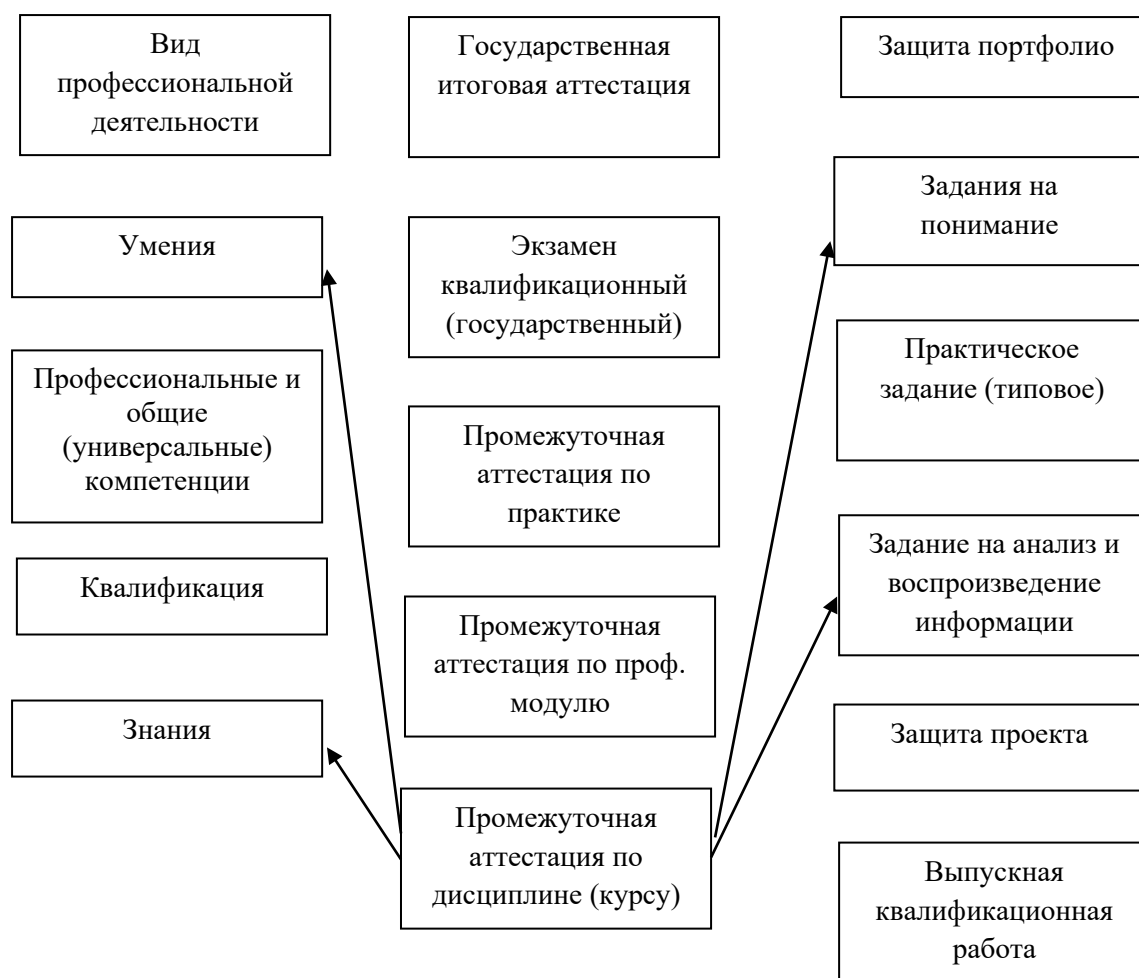 Вид
профессиональной
деятельности
Умения
Профессиональные и
общие
(универсальные)
компетенции
Квалификация
Знания
Государственная
итоговая аттестация
Экзамен
квалификационный
(государственный)
Промежуточная
аттестация по
практике
Промежуточная
аттестация по проф.
модулю
Промежуточная
аттестация по
дисциплине (курсу)
Защита портфолио
Задания на
понимание
Практическое
задание (типовое)
Задание на анализ и
воспроизведение
информации
Защита проекта
Выпускная
квалификационная
работа